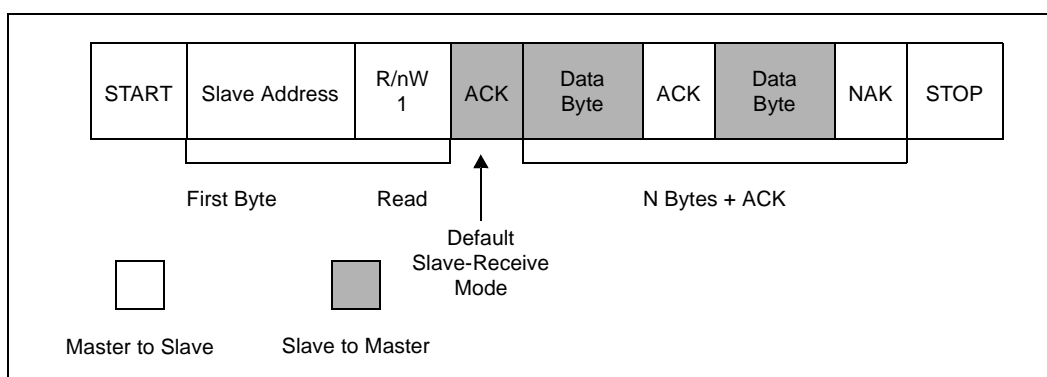 START
Slave Address
R/nW
1
ACK
Data
Byte
ACK
Data
Byte
NAK
STOP
First Byte
Read
N Bytes + ACK
Default
Slave-Receive
Mode
Master to Slave
Slave to Master